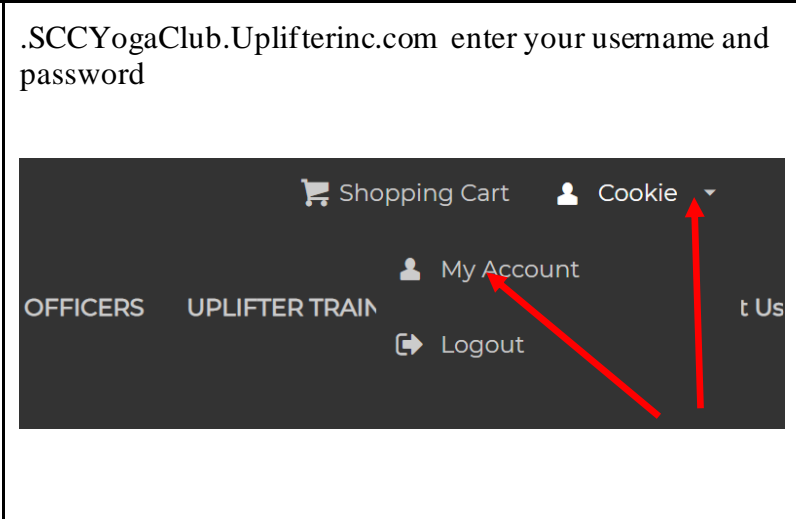 .SCCYogaClub.Uplifterinc.com enter your username and
password
Shopping Cart Cookie
My Account
OFFICERS UPLIFTER TRAIN t Us
Logout